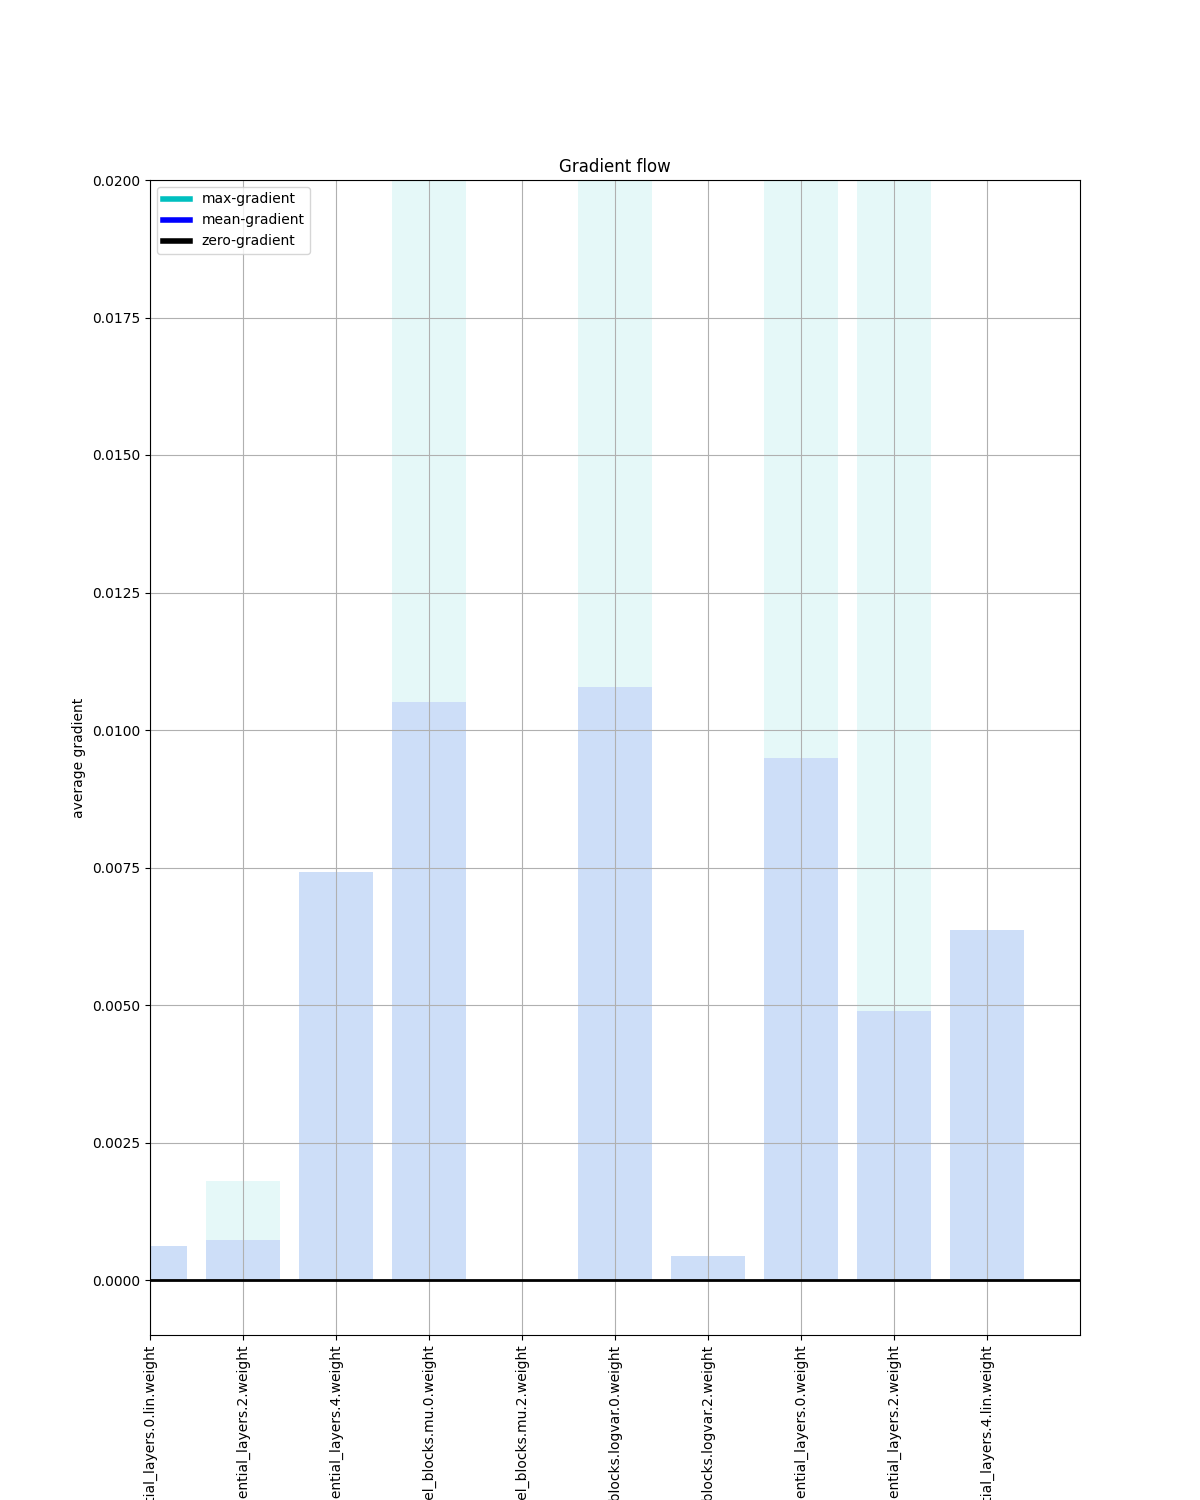 Gradient flow
max-gradient
mean-gradient
zero-gradient
0.0200
0.0175
0.0150
0.0125
0.0100
0.0075
0.0050
0.0025
0.0000
average gradient
tial_layers.0.lin.weight
ential_layers.2.weight
ential_layers.4.weight
el_blocks.mu.0.weight
el_blocks.mu.2.weight
blocks.logvar.0.weight
blocks.logvar.2.weight
ential_layers.0.weight
ential_layers.2.weight
tial_layers.4.lin.weight